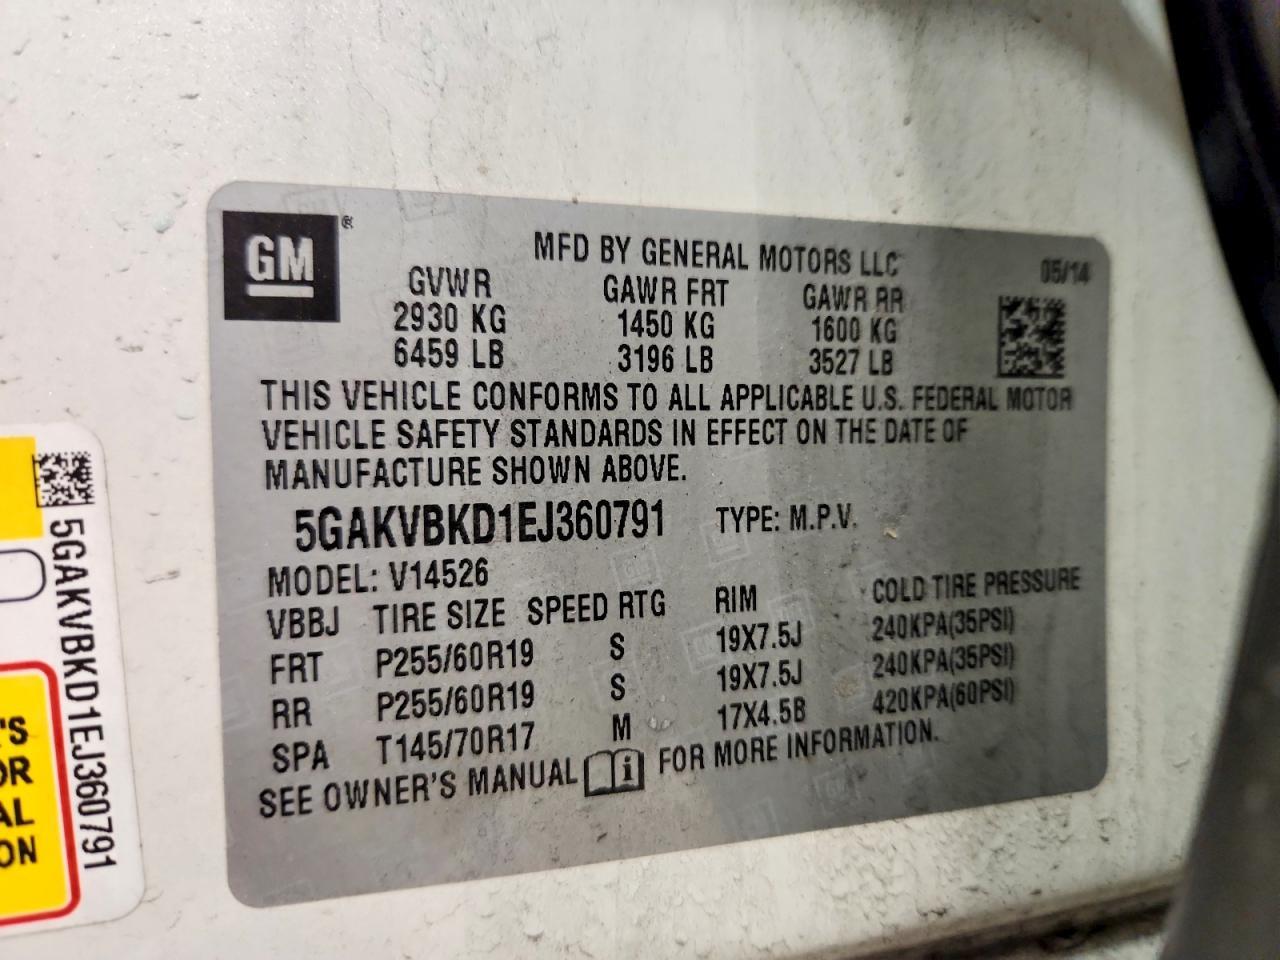 GM ®
MFD BY GENERAL MOTORS LLC
05/14
GVWR GAWR FRT GAWR RR
2930 KG 1450 KG 1600 KG
6459 LB 3196 LB 3527 LB
THIS VEHICLE CONFORMS TO ALL APPLICABLE U.S. FEDERAL MOTOR
VEHICLE SAFETY STANDARDS IN EFFECT ON THE DATE OF
MANUFACTURE SHOWN ABOVE.
5GAKVBKD1EJ360791 TYPE: M.P.V.
MODEL: V14526
VBBJ TIRE SIZE SPEED RTG RIM COLD TIRE PRESSURE
FRT P255/60R19 S 19X7.5J 240KPA(35PSI)
RR P255/60R19 S 19X7.5J 240KPA(35PSI)
SPA T145/70R17 M 17X4.5B 420KPA(60PSI)
SEE OWNER'S MANUAL FOR MORE INFORMATION.
5GAKVBKD1EJ360791
'S
OR
AL
ON